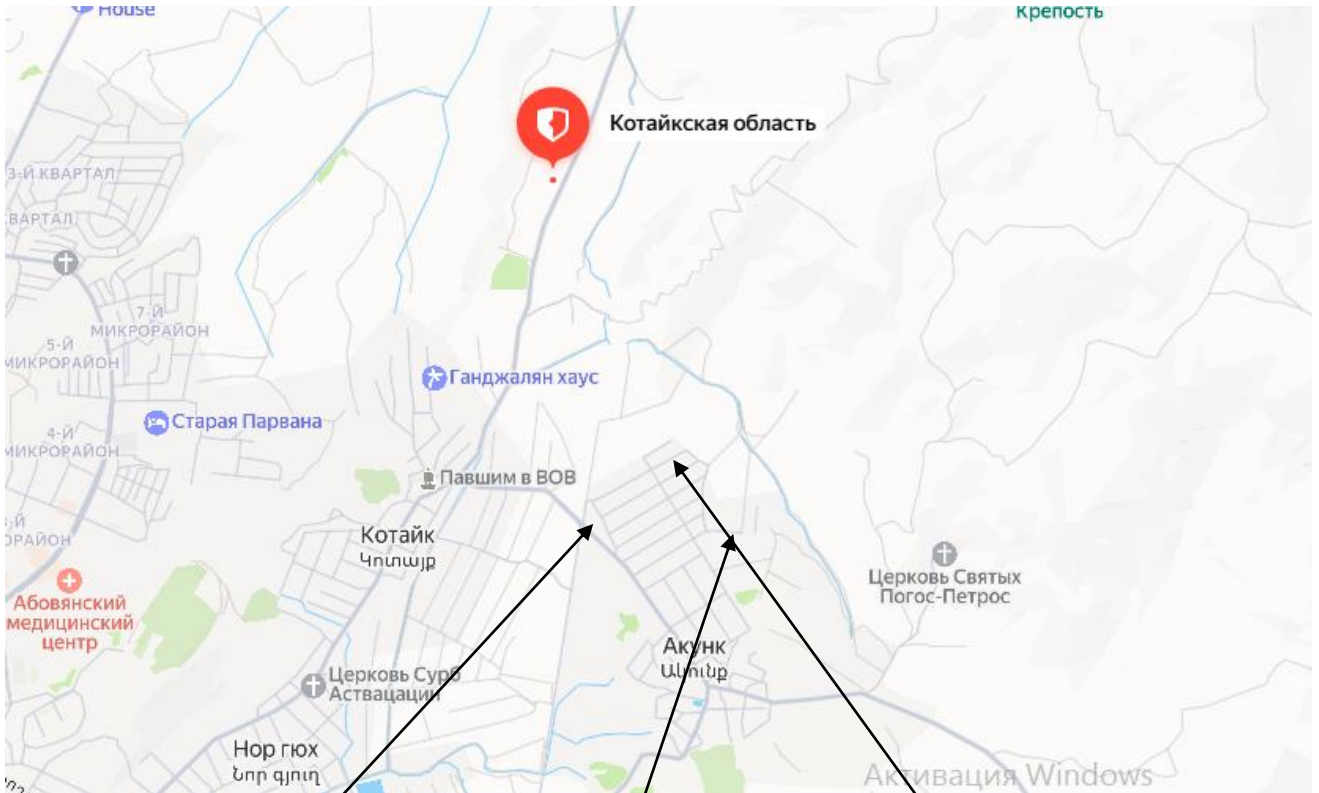 House
Крепость
Котайкская область
3-Й КВАРТАЛ
КВАРТАЛ
7-Й
МИКРОРАЙОН
5-Й
МИКРОРАЙОН
Ганджалян хаус
Старая Парвана
4-Й
МИКРОРАЙОН
Павшим в ВОВ
Котайк
Կոտայք
Абовянский
медицинский
центр
Церковь Святых
Погос-Петрос
Акунк
Ակունք
Церковь Сурб
Аствацацин
Нор гюх
Նոր գյուղ
Активация Windows